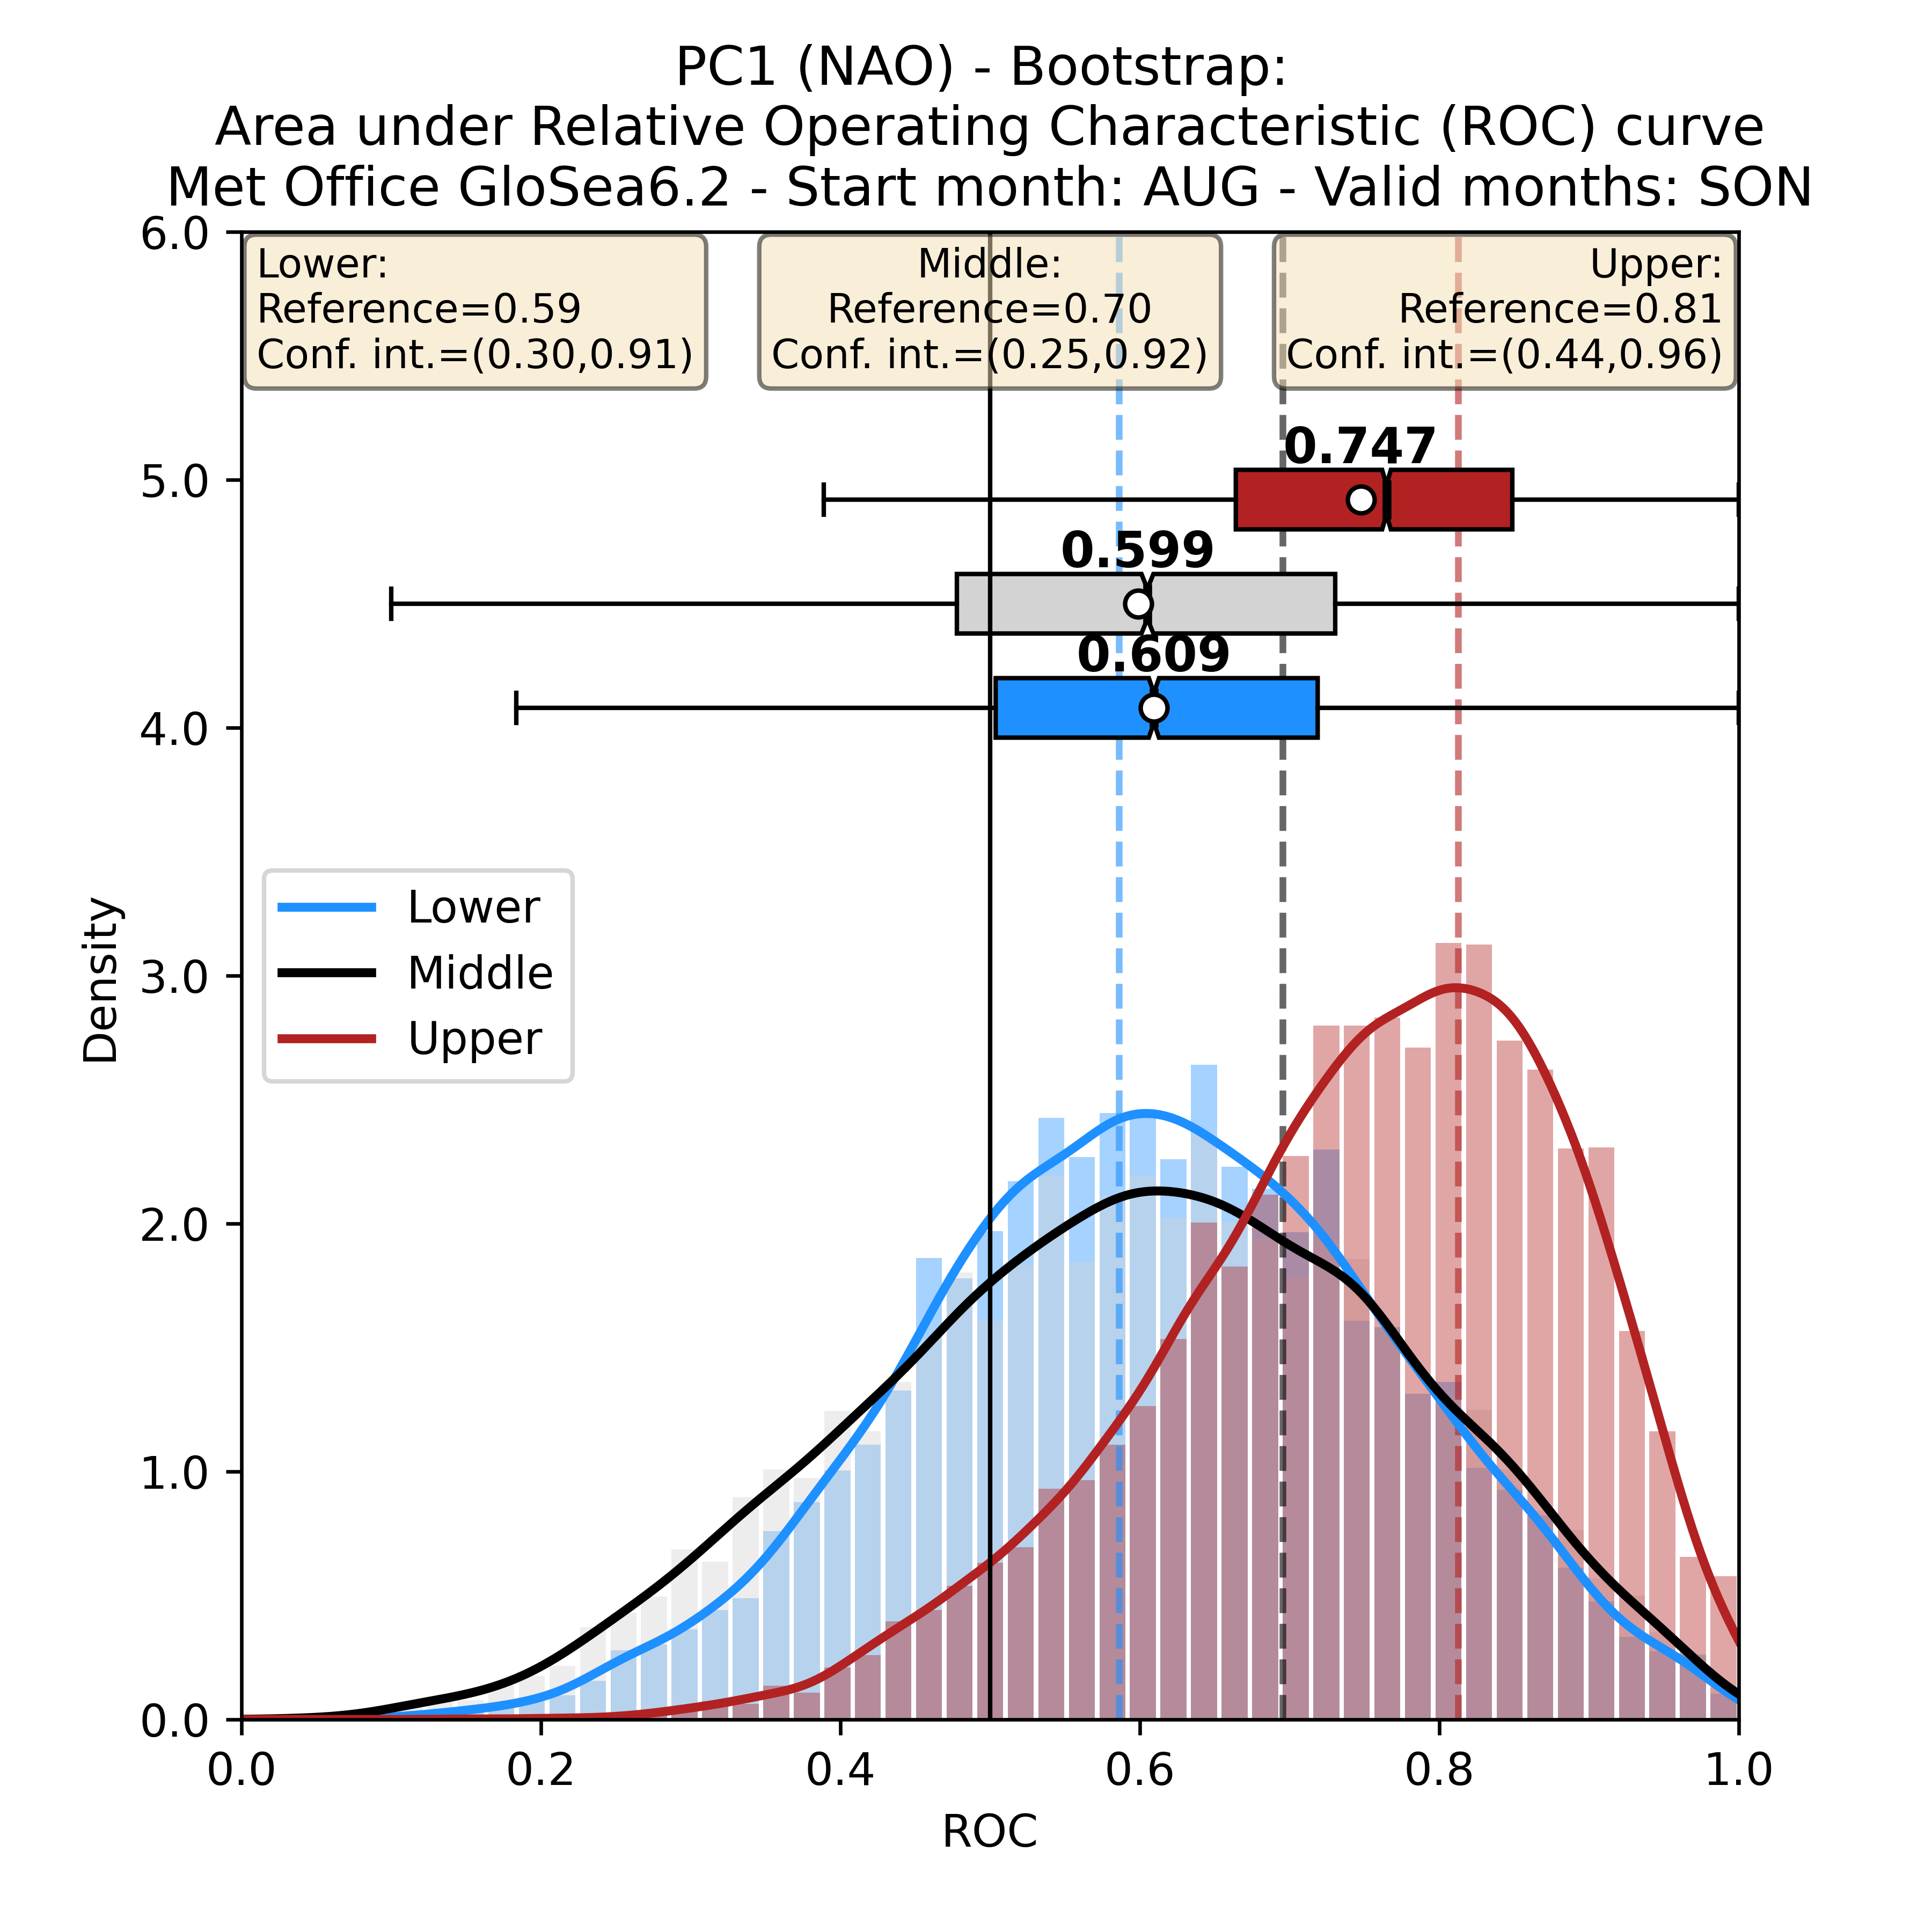 PC1 (NAO) - Bootstrap:
Area under Relative Operating Characteristic (ROC) curve
Met Office GloSea6.2 - Start month: AUG - Valid months: SON
6.0
Lower:
Reference=0.59
Conf. int.=(0.30,0.91)
Middle:
Reference=0.70
Conf. int.=(0.25,0.92)
Upper:
Reference=0.81
Conf. int.=(0.44,0.96)
0.747
5.0
0.599
0.609
4.0
Lower
Middle
Upper
Density
3.0
2.0
1.0
0.0
0.0 0.2 0.4 0.6 0.8 1.0
ROC